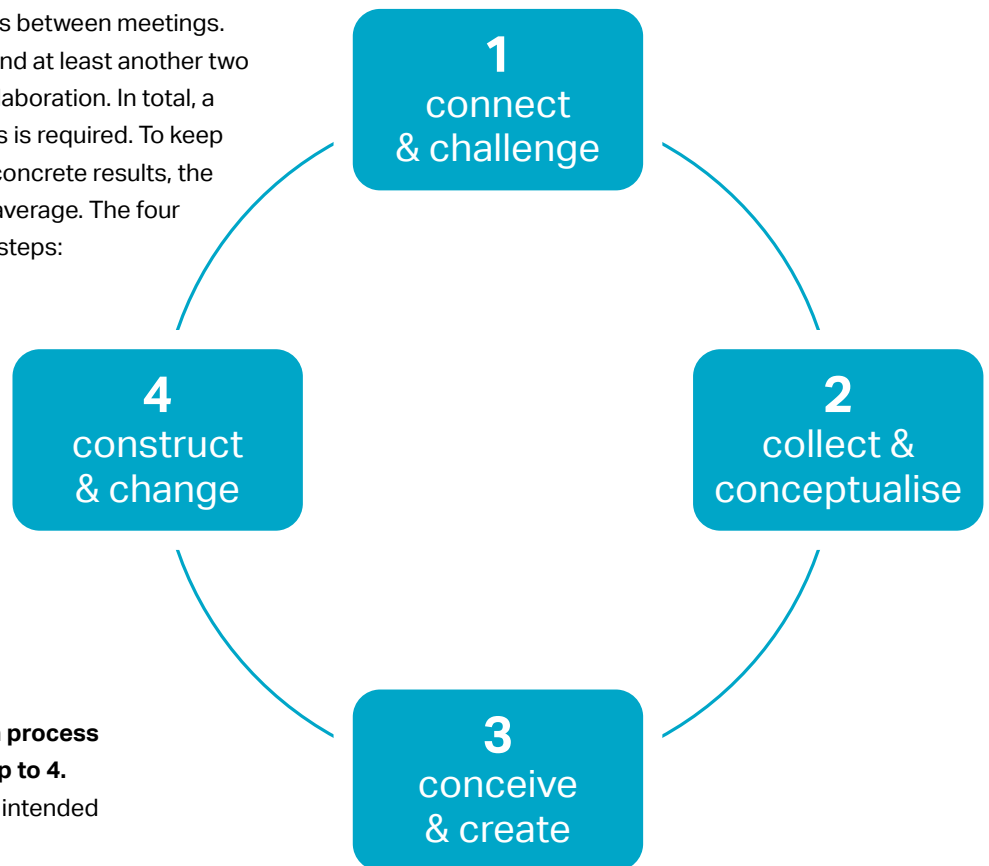 s between meetings.
nd at least another two
laboration. In total, a
s is required. To keep
concrete results, the
average. The four
steps:
1
connect
& challenge
2
collect &
conceptualise
3
conceive
& create
4
construct
& change
process
p to 4.
intended